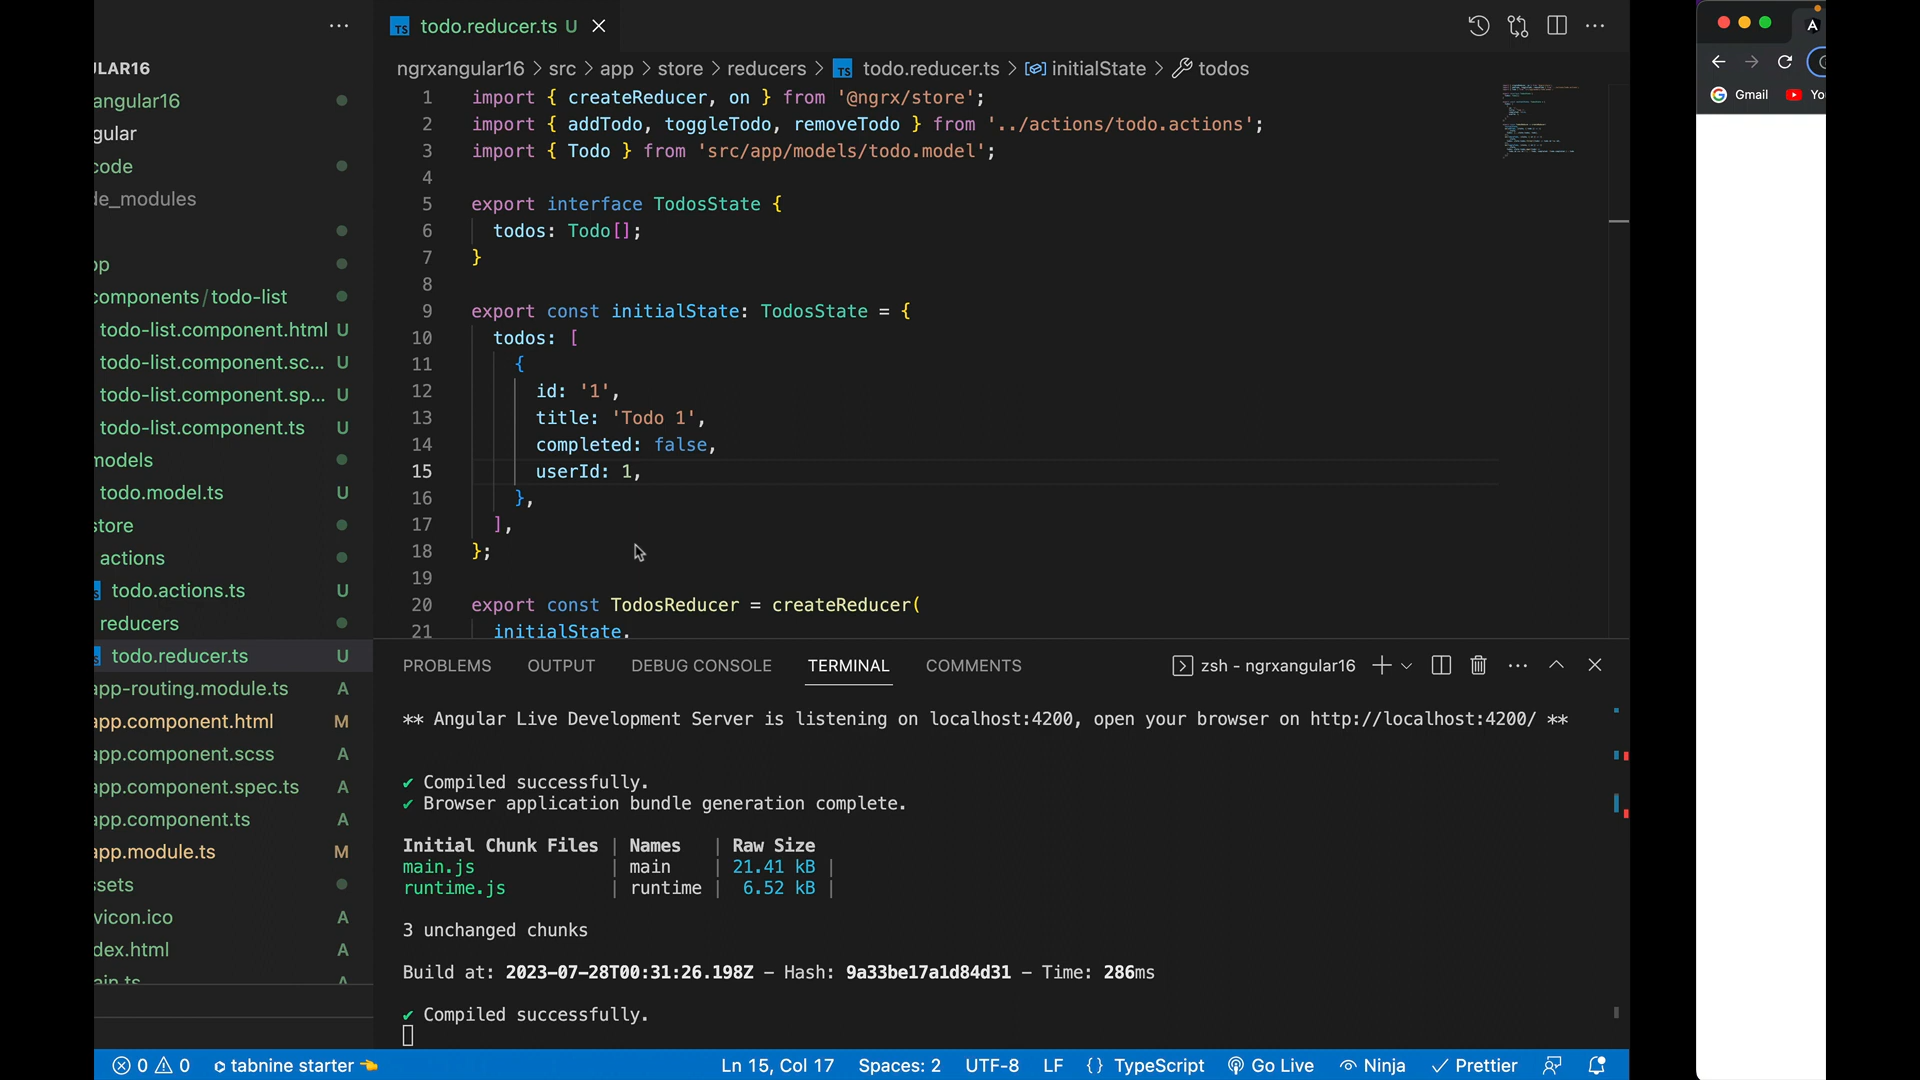 todo.reducer.ts U
ngrxangular16 > src > app > store > reducers > TS todo.reducer.ts > initialState > todos
1 import { createReducer, on } from '@ngrx/store';
2 import { addTodo, toggleTodo, removeTodo } from '../actions/todo.actions';
3 import { Todo } from 'src/app/models/todo.model';
4
5 export interface TodosState {
6 todos: Todo[];
7 }
8
9 export const initialState: TodosState = {
10 todos: [
11 {
12 id: '1',
13 title: 'Todo 1',
14 completed: false,
15 userId: 1,
16 },
17 ],
18 };
19
20 export const TodosReducer = createReducer(
21 initialState,
ULAR16
angular16
gular
code
de_modules
pp
components/todo-list
todo-list.component.html U
todo-list.component.sc... U
todo-list.component.sp... U
todo-list.component.ts U
models
todo.model.ts U
store
actions
todo.actions.ts U
reducers
todo.reducer.ts U
app-routing.module.ts A
app.component.html M
app.component.scss A
app.component.spec.ts A
app.component.ts A
app.module.ts M
ssets
vicon.ico A
dex.html A
ain.ts A
PROBLEMS OUTPUT DEBUG CONSOLE TERMINAL COMMENTS zsh - ngrxangular16
** Angular Live Development Server is listening on localhost:4200, open your browser on http://localhost:4200/ **
✔ Compiled successfully.
✔ Browser application bundle generation complete.
Initial Chunk Files | Names | Raw Size
main.js | main | 21.41 kB |
runtime.js | runtime | 6.52 kB |
3 unchanged chunks
Build at: 2023-07-28T00:31:26.198Z - Hash: 9a33be17a1d84d31 - Time: 286ms
✔ Compiled successfully.
0 0 tabnine starter 👈 Ln 15, Col 17 Spaces: 2 UTF-8 LF {} TypeScript Go Live Ninja Prettier
Gmail You